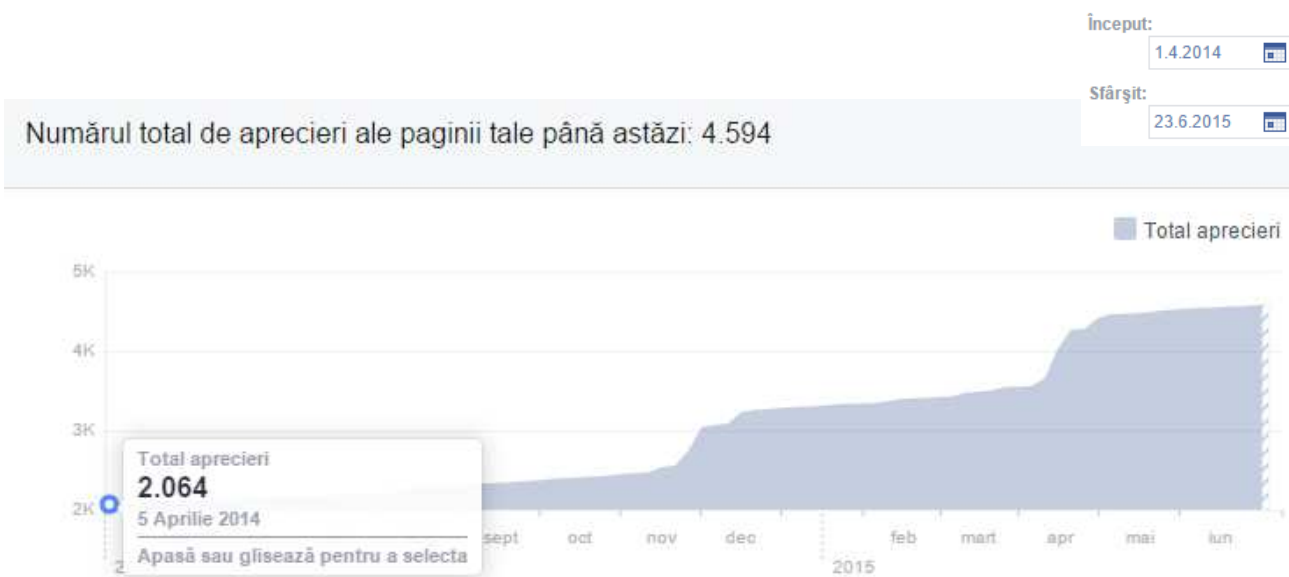 Început:
1.4.2014
Sfârşit:
23.6.2015
Numărul total de aprecieri ale paginii tale până astăzi: 4.594
Total aprecieri
5K
4K
3K
2K
Total aprecieri
2.064
5 Aprilie 2014
Apasă sau glisează pentru a selecta
sept oct nov dec feb mart apr mai iun
2015